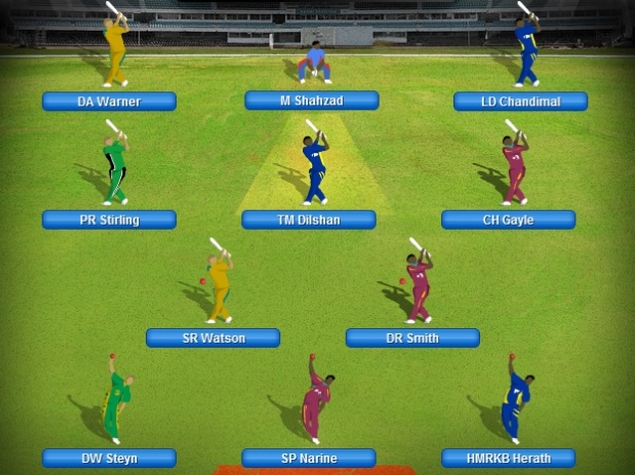 DA Warner
M Shahzad
LD Chandimal
PR Stirling
TM Dilshan
CH Gayle
SR Watson
DR Smith
DW Steyn
SP Narine
HMRKB Herath